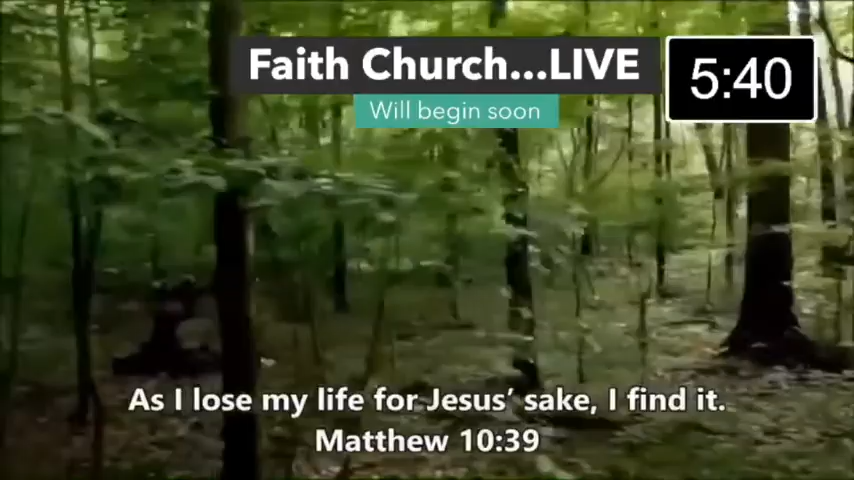 Faith Church...LIVE
5:40
Will begin soon
As I lose my life for Jesus' sake, I find it.
Matthew 10:39